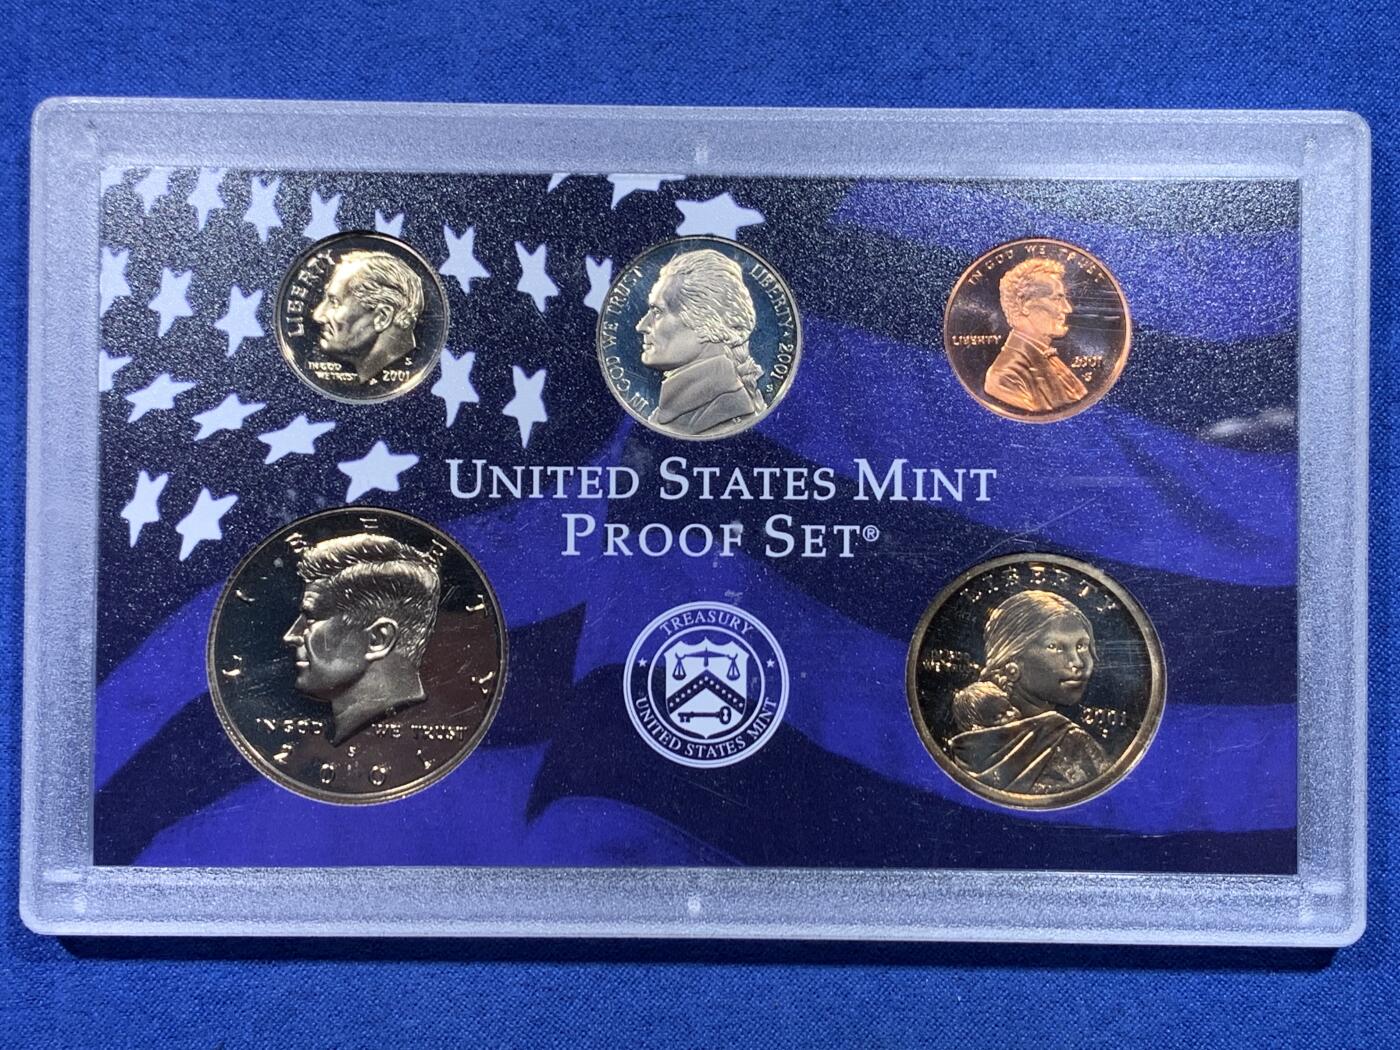 LIBERTY
IN GOD
WE TRUST
S
2001
IN GOD WE TRUST
LIBERTY · 2001
S
IN GOD WE TRUST
LIBERTY
2001
S
UNITED STATES MINT
PROOF SET®
LIBERTY
IN GOD WE TRUST
S
2001
TREASURY
UNITED STATES MINT
LIBERTY
2001
S